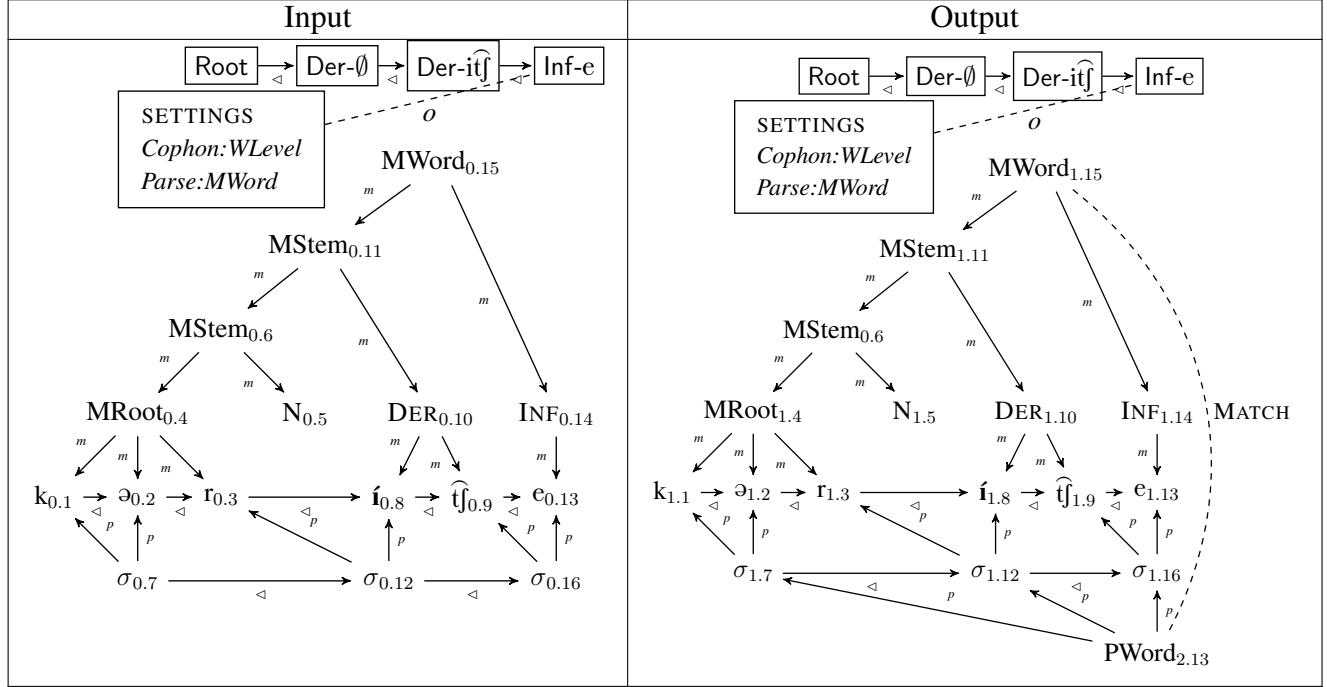 Input Output
Root ◁ Der-∅ ◁ Der-it͡ʃ ◁ Inf-e
SETTINGS
Cophon:WLevel
Parse:MWord
o
MWord0.15
m
MStem0.11
m m
MStem0.6
m m m
MRoot0.4 N0.5 DER0.10 INF0.14
m m m m m m
k0.1 ◁ ə0.2 ◁ r0.3 ◁ í0.8 ◁ t͡ʃ0.9 ◁ e0.13
p p p p p p
σ0.7 ◁ σ0.12 ◁ σ0.16
Root ◁ Der-∅ ◁ Der-it͡ʃ ◁ Inf-e
SETTINGS
Cophon:WLevel
Parse:MWord
o
MWord1.15
m
MStem1.11
m m
MStem0.6
m m m
MRoot1.4 N1.5 DER1.10 INF1.14 MATCH
m m m m m m
k1.1 ◁ ə1.2 ◁ r1.3 ◁ í1.8 ◁ t͡ʃ1.9 ◁ e1.13
p p p p p p
σ1.7 ◁ σ1.12 ◁ σ1.16
p p p
PWord2.13